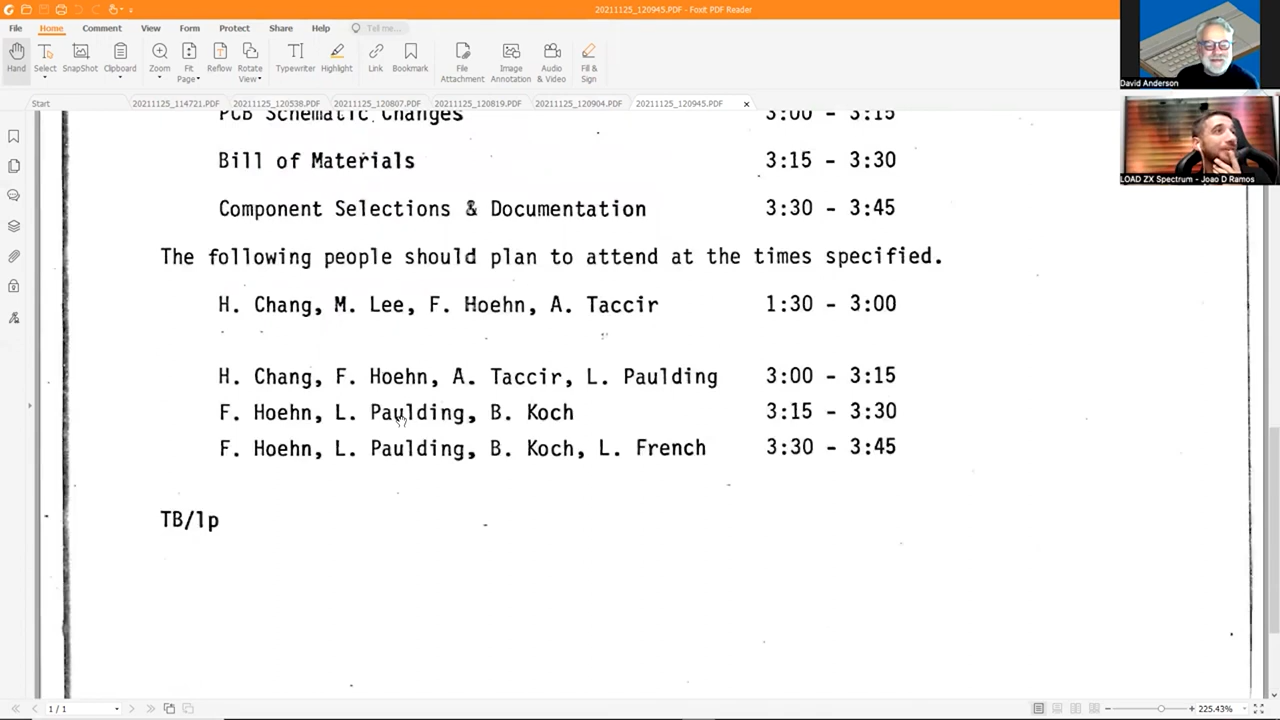 20211125_120945.PDF - Foxit PDF Reader
File Home Comment View Form Protect Share Help Tell me...
Hand Select SnapShot Clipboard Zoom Fit Page Reflow Rotate View Typewriter Highlight Link Bookmark File Attachment Image Annotation Audio & Video Fill & Sign
David Anderson
LOAD ZX Spectrum - Joao D Ramos
Start 20211125_114721.PDF 20211125_120538.PDF 20211125_120807.PDF 20211125_120819.PDF 20211125_120904.PDF 20211125_120945.PDF
PCB Schematic Changes 3:00 - 3:15
Bill of Materials 3:15 - 3:30
Component Selections & Documentation 3:30 - 3:45
The following people should plan to attend at the times specified.
H. Chang, M. Lee, F. Hoehn, A. Taccir 1:30 - 3:00
H. Chang, F. Hoehn, A. Taccir, L. Paulding 3:00 - 3:15
F. Hoehn, L. Paulding, B. Koch 3:15 - 3:30
F. Hoehn, L. Paulding, B. Koch, L. French 3:30 - 3:45
TB/lp
1 / 1 225.43%